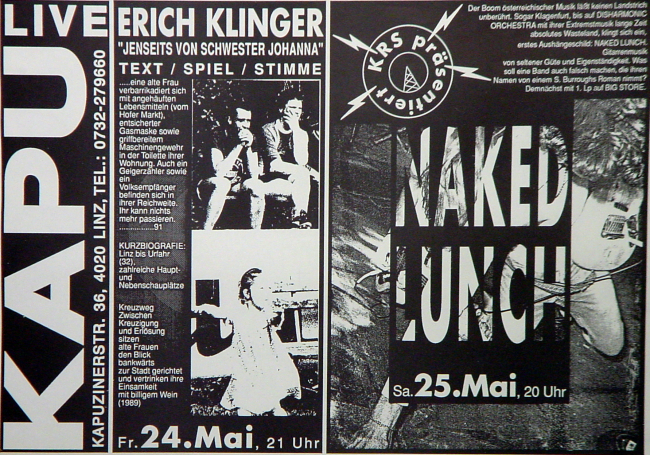 LIVE
KAPU
KAPUZINERSTR. 36, 4020 LINZ, TEL.: 0732-279660
ERICH KLINGER
"JENSEITS VON SCHWESTER JOHANNA"
TEXT / SPIEL / STIMME
.....eine alte Frau
verbarrikadiert sich
mit angehäuften
Lebensmitteln (vom
Hofer Markt),
entsicherter
Gasmaske sowie
griffbereitem
Maschinengewehr
in der Toilette ihrer
Wohnung. Auch ein
Geigerzähler sowie
ein
Volksempfänger
befinden sich in
ihrer Reichweite.
Ihr kann nichts
mehr passieren.
..................91
KURZBIOGRAFIE:
Linz bis Urfahr
(32),
zahlreiche Haupt-
und
Nebenschauplätze
Kreuzweg
Zwischen
Kreuzigung
und Erlösung
sitzen
alte Frauen
den Blick
bankwärts
zur Stadt gerichtet
und vertrinken ihre
Einsamkeit
mit billigem Wein
(1989)
Fr. 24.Mai, 21 Uhr
KRS präsentiert
Der Boom österreichischer Musik läßt keinen Landstrich
unberührt. Sogar Klagenfurt, bis auf DISHARMONIC
ORCHESTRA mit ihrer Extremstmusik lange Zeit
absolutes Wasteland, klingt sich ein,
erstes Aushängeschild: NAKED LUNCH.
Gitarrenmusik
von seltener Güte und Eigenständigkeit. Was
soll eine Band auch falsch machen, die ihren
Namen von einem S. Burroughs Roman nimmt?
Demnächst mit 1. Lp auf BIG STORE.
NAKED
LUNCH
Sa. 25.Mai, 20 Uhr